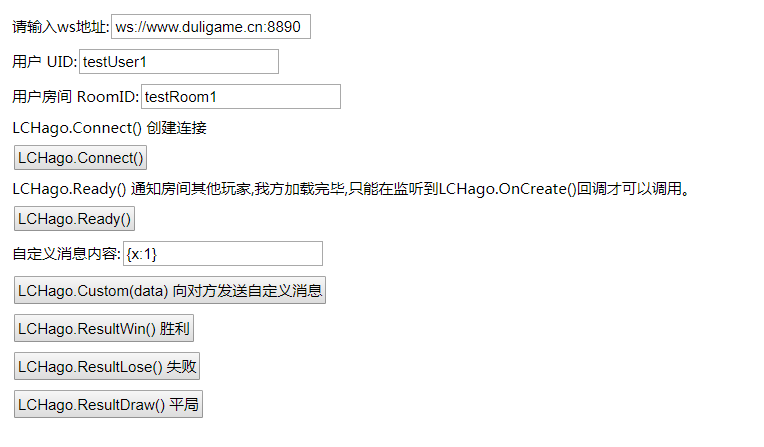 请输入ws地址: ws://www.duligame.cn:8890
用户 UID: testUser1
用户房间 RoomID: testRoom1
LCHago.Connect() 创建连接
LCHago.Connect()
LCHago.Ready() 通知房间其他玩家,我方加载完毕,只能在监听到LCHago.OnCreate()回调才可以调用。
LCHago.Ready()
自定义消息内容: {x:1}
LCHago.Custom(data) 向对方发送自定义消息
LCHago.ResultWin() 胜利
LCHago.ResultLose() 失败
LCHago.ResultDraw() 平局